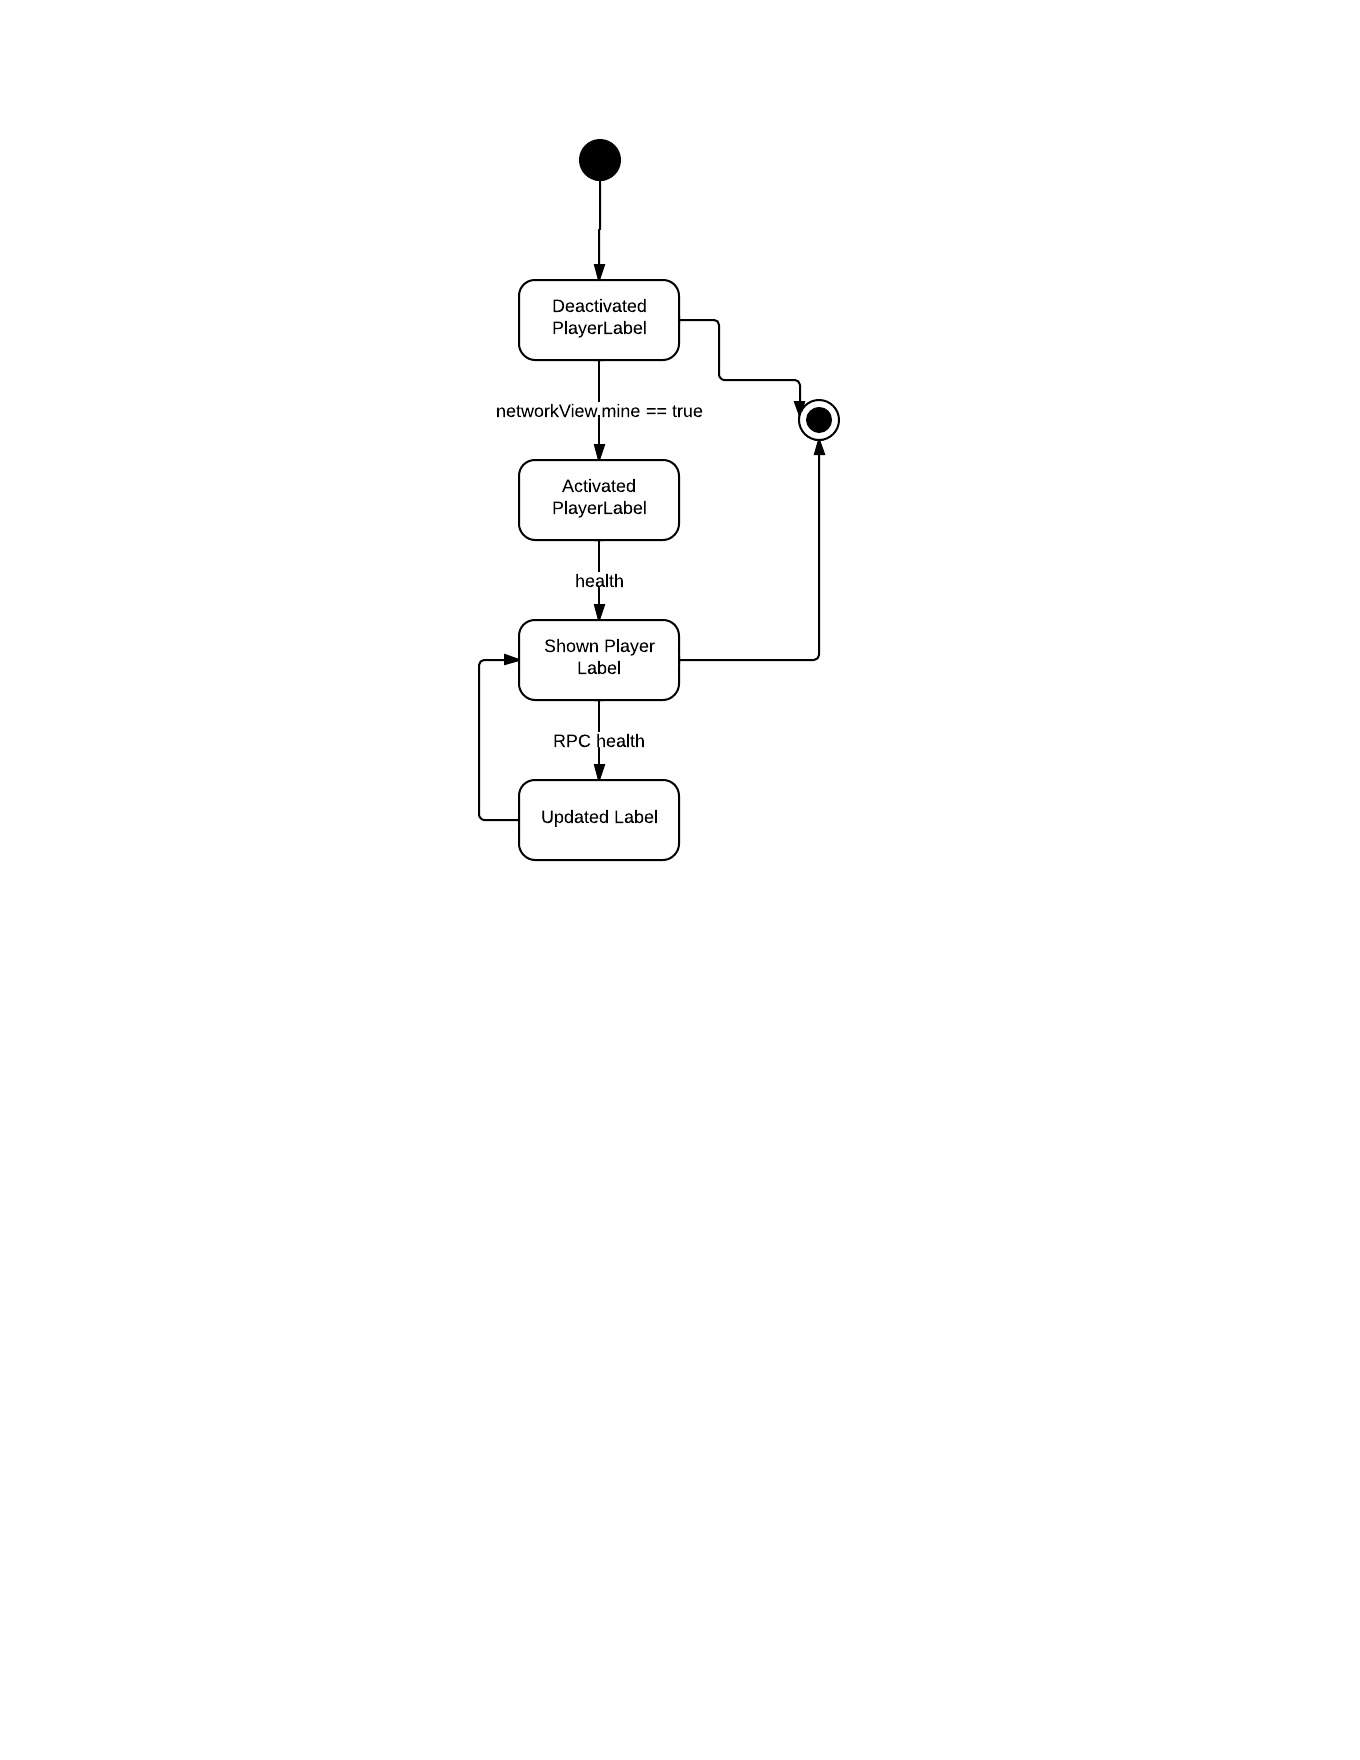 Deactivated
PlayerLabel
networkView.mine == true
Activated
PlayerLabel
health
Shown Player
Label
RPC health
Updated Label